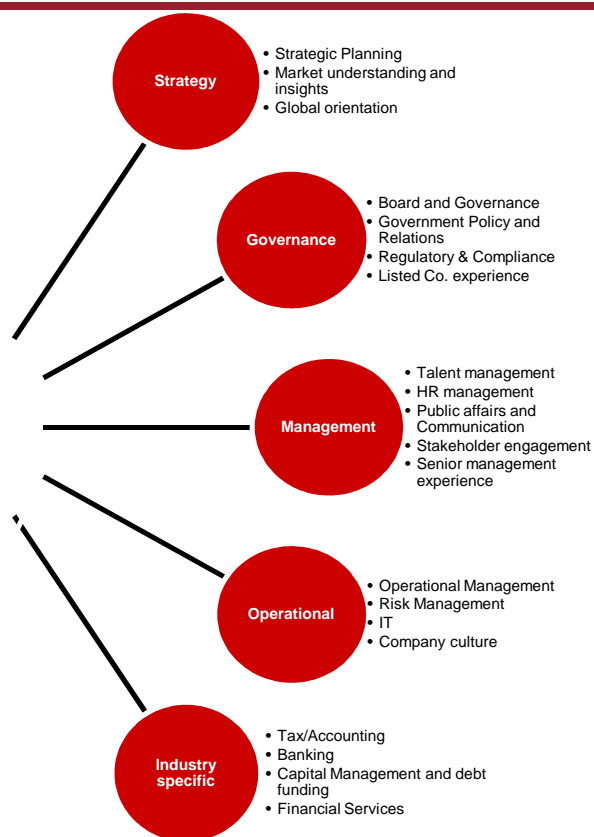 Strategy
• Strategic Planning
• Market understanding and
insights
• Global orientation
Governance
• Board and Governance
• Government Policy and
Relations
• Regulatory & Compliance
• Listed Co. experience
Management
• Talent management
• HR management
• Public affairs and
Communication
• Stakeholder engagement
• Senior management
experience
Operational
• Operational Management
• Risk Management
• IT
• Company culture
Industry
specific
• Tax/Accounting
• Banking
• Capital Management and debt
funding
• Financial Services